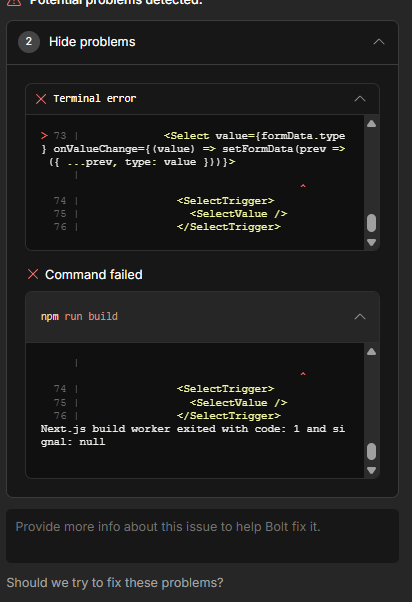 Potential problems detected.
2 Hide problems
Terminal error
> 73 | <Select value={formData.type
} onValueChange={(value) => setFormData(prev =>
({ ...prev, type: value }))}>
| ^
74 | <SelectTrigger>
75 | <SelectValue />
76 | </SelectTrigger>
Command failed
npm run build
| ^
74 | <SelectTrigger>
75 | <SelectValue />
76 | </SelectTrigger>
Next.js build worker exited with code: 1 and si
gnal: null
Provide more info about this issue to help Bolt fix it.
Should we try to fix these problems?